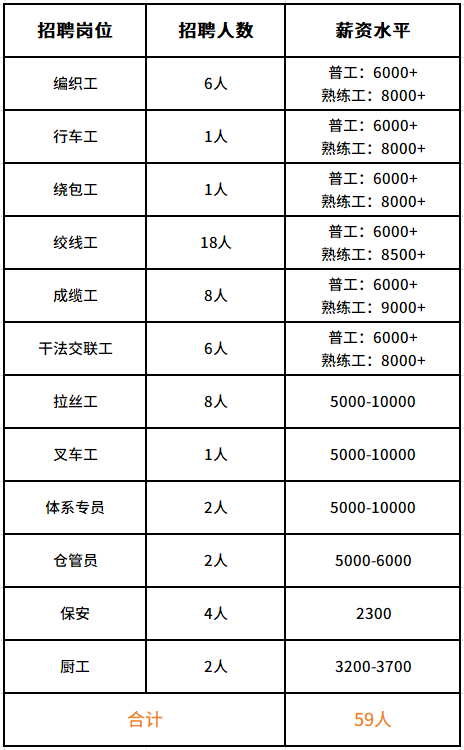 招聘岗位 招聘人数 薪资水平
编织工 6人 普工：6000+
熟练工：8000+
行车工 1人 普工：6000+
熟练工：8000+
绕包工 1人 普工：6000+
熟练工：8000+
绞线工 18人 普工：6000+
熟练工：8500+
成缆工 8人 普工：6000+
熟练工：9000+
干法交联工 6人 普工：6000+
熟练工：8000+
拉丝工 8人 5000-10000
叉车工 1人 5000-10000
体系专员 2人 5000-10000
仓管员 2人 5000-6000
保安 4人 2300
厨工 2人 3200-3700
合计 59人